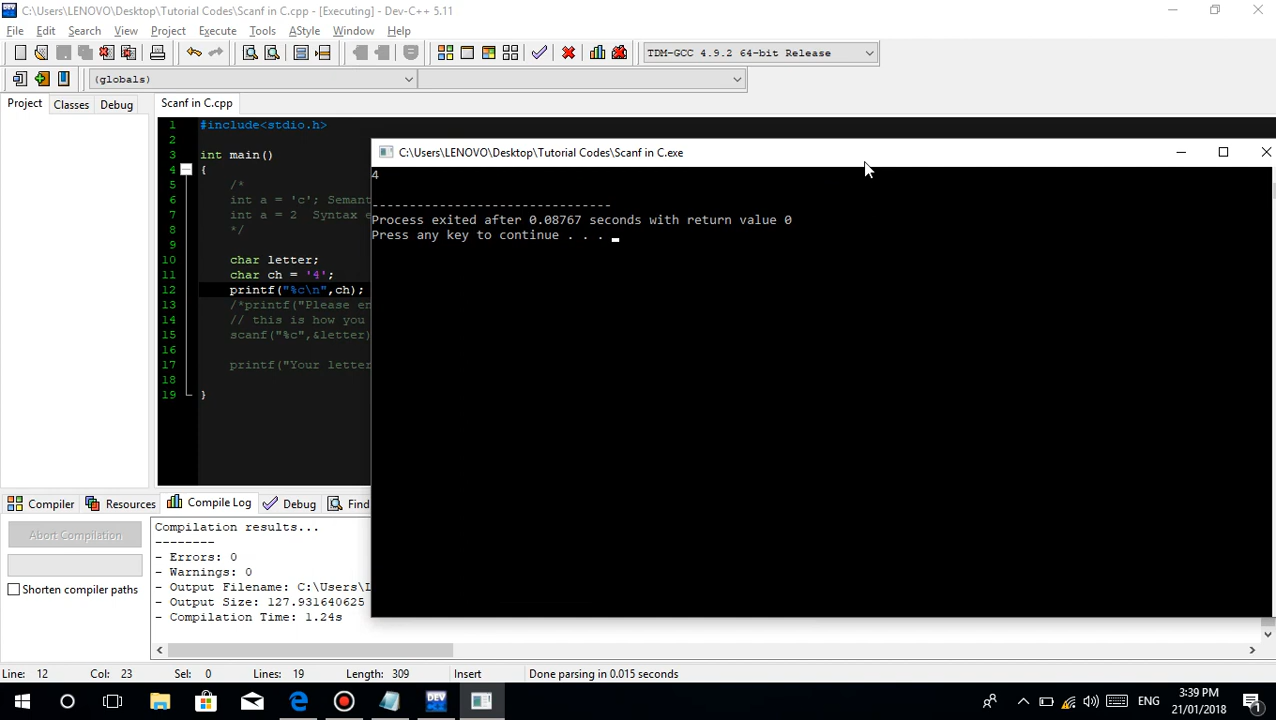 C:\Users\LENOVO\Desktop\Tutorial Codes\Scanf in C.cpp - [Executing] - Dev-C++ 5.11
File Edit Search View Project Execute Tools AStyle Window Help
TDM-GCC 4.9.2 64-bit Release
(globals)
Project Classes Debug Scanf in C.cpp
1 #include<stdio.h>
2
3 int main()
4 {
5 /*
6 int a = 'c'; Semant
7 int a = 2 Syntax e
8 */
9
10 char letter;
11 char ch = '4';
12 printf("%c\n",ch);
13 /*printf("Please en
14 // this is how you
15 scanf("%c",&letter)
16
17 printf("Your letter
18
19 }
C:\Users\LENOVO\Desktop\Tutorial Codes\Scanf in C.exe
4
--------------------------------
Process exited after 0.08767 seconds with return value 0
Press any key to continue . . .
Compiler Resources Compile Log Debug Find
Abort Compilation
Shorten compiler paths
Compilation results...
--------
- Errors: 0
- Warnings: 0
- Output Filename: C:\Users\L
- Output Size: 127.931640625
- Compilation Time: 1.24s
Line: 12 Col: 23 Sel: 0 Lines: 19 Length: 309 Insert Done parsing in 0.015 seconds
DEV
ENG
3:39 PM
21/01/2018
1